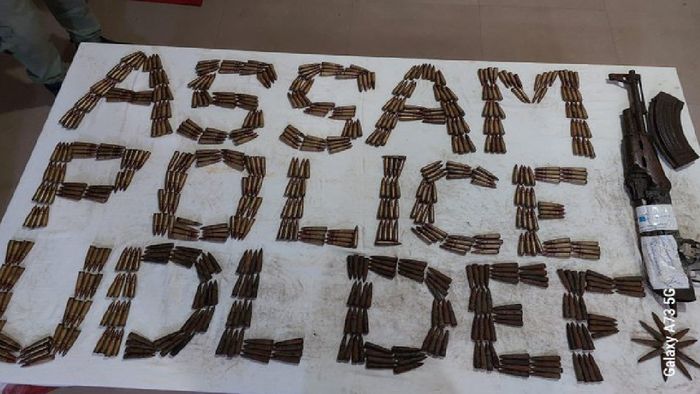 ASSAM
POLICE
UDL DEF
Galaxy A73 5G